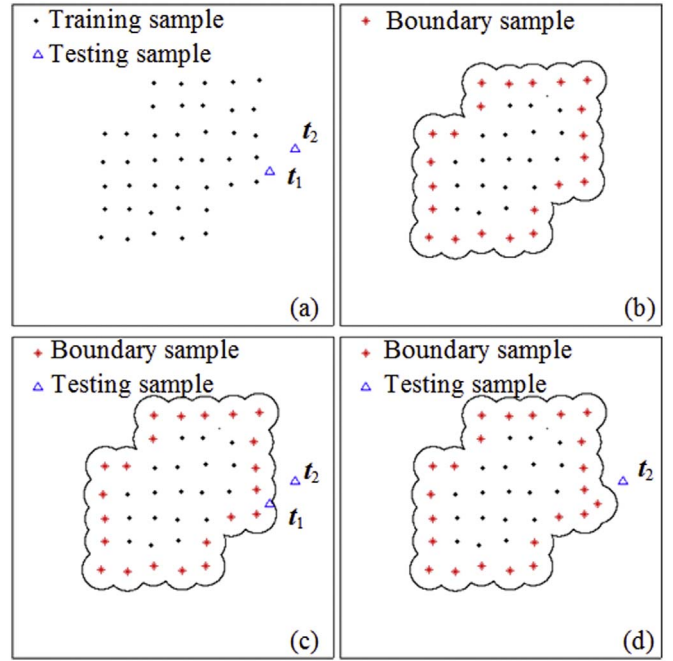 Training sample
Testing sample
t2
t1
(a)
Boundary sample
(b)
Boundary sample
Testing sample
t2
t1
(c)
Boundary sample
Testing sample
t2
(d)